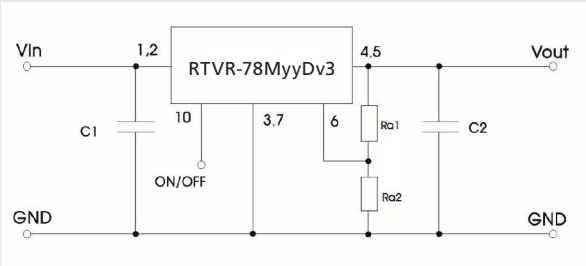 Vin
1,2
RTVR-78MyyDv3
4,5
Vout
C1
10
3,7
6
Ra1
C2
ON/OFF
Ra2
GND
GND